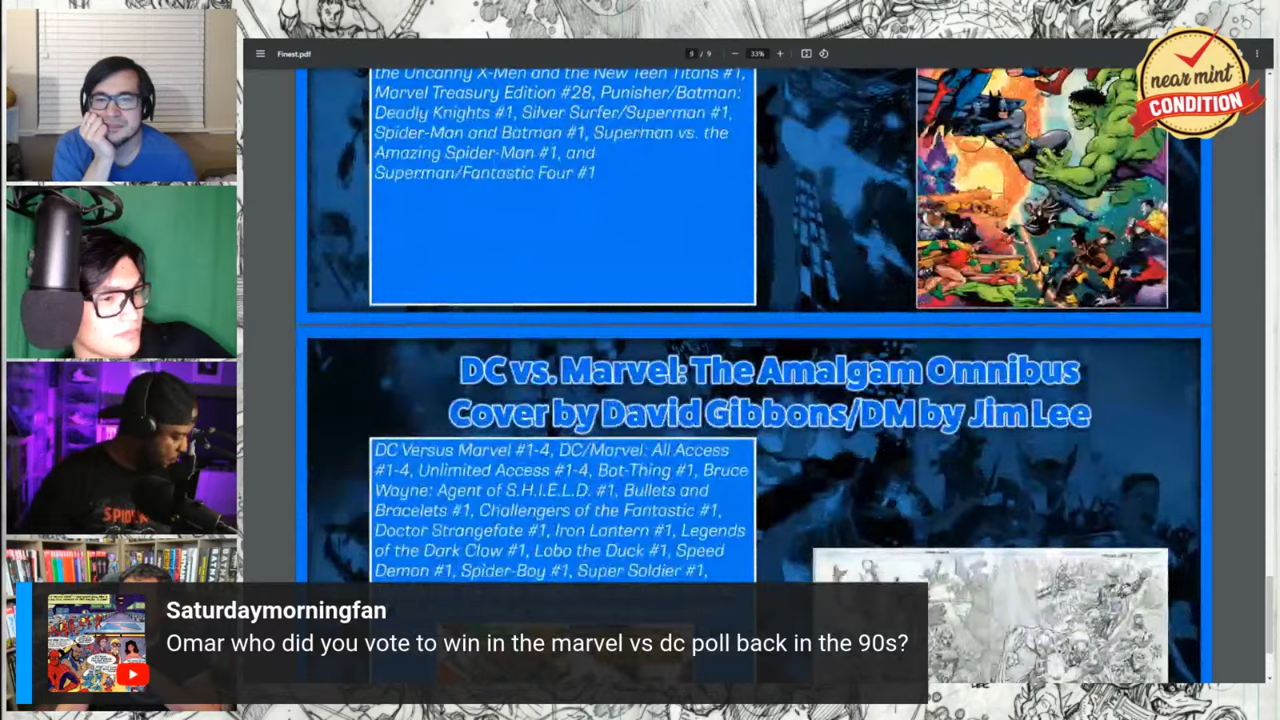 Finest.pdf
9 / 9
33%
near mint
CONDITION
the Uncanny X-Men and the New Teen Titans #1,
Marvel Treasury Edition #28, Punisher/Batman:
Deadly Knights #1, Silver Surfer/Superman #1,
Spider-Man and Batman #1, Superman vs. the
Amazing Spider-Man #1, and
Superman/Fantastic Four #1
DC vs. Marvel: The Amalgam Omnibus
Cover by David Gibbons/DM by Jim Lee
DC Versus Marvel #1-4, DC/Marvel: All Access
#1-4, Unlimited Access #1-4, Bat-Thing #1, Bruce
Wayne: Agent of S.H.I.E.L.D. #1, Bullets and
Bracelets #1, Challengers of the Fantastic #1,
Doctor Strangefate #1, Iron Lantern #1, Legends
of the Dark Claw #1, Lobo the Duck #1, Speed
Demon #1, Spider-Boy #1, Super Soldier #1,
Saturdaymorningfan
Omar who did you vote to win in the marvel vs dc poll back in the 90s?